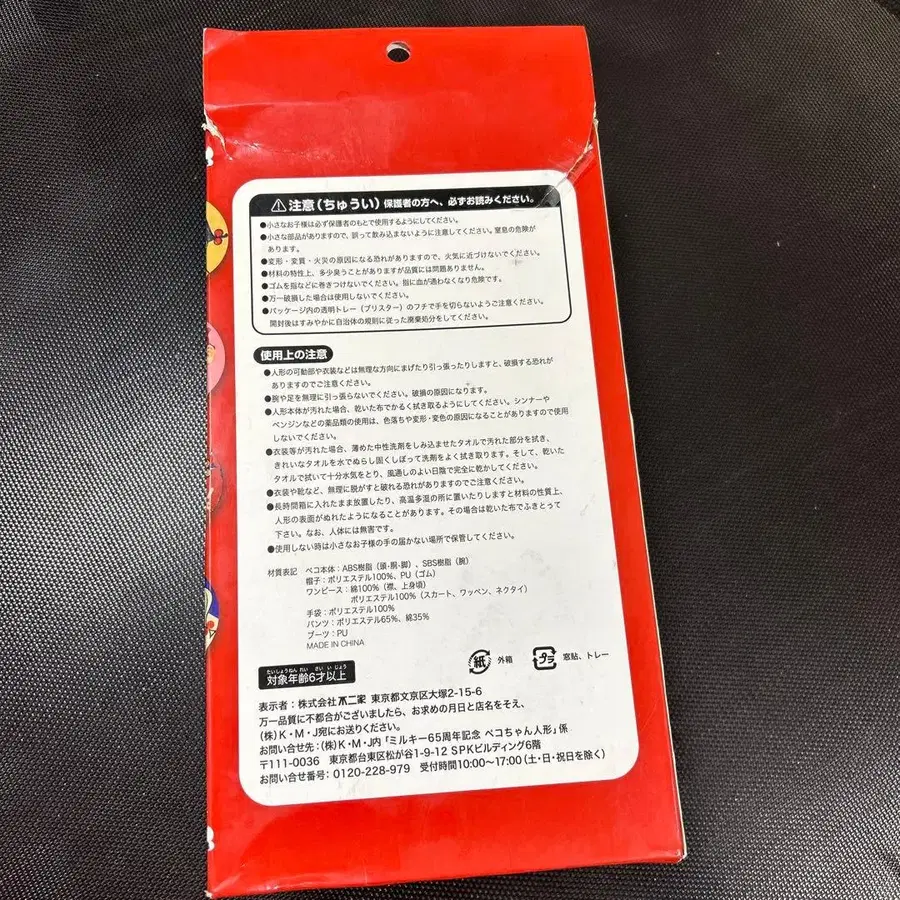 ⚠注意(ちゅうい) 保護者の方へ、必ずお読みください。
●小さなお子様は必ず保護者のもとで使用するようにしてください。
●小さな部品がありますので、誤って飲み込まないように注意してください。窒息の危険が
あります。
●変形・変質・火災の原因になる恐れがありますので、火気に近づけないでください。
●材料の特性上、多少臭うことがありますが品質には問題ありません。
●ゴムを指などに巻きつけないでください。指に血が通わなくなり危険です。
●万一破損した場合は使用しないでください。
●パッケージ内の透明トレー(ブリスター)のフチで手を切らないようご注意ください。
開封後はすみやかに自治体の規則に従った廃棄処分をしてください。
使用上の注意
●人形の可動部や衣装などは無理な方向にまげたり引っ張ったりしますと、破損する恐れが
ありますのでご注意ください。
●腕や足を無理に引っ張らないでください。破損の原因になります。
●人形本体が汚れた場合、乾いた布でかるく拭き取るようにしてください。シンナーや
ベンジンなどの薬品類の使用は、色落ちや変形・変色の原因になることがありますので使用
しないでください。
●衣装等が汚れた場合、薄めた中性洗剤をしみ込ませたタオルで汚れた部分を拭き、
きれいなタオルを水でぬらし固くしぼって洗剤をよく拭き取ります。そして、乾いた
タオルで拭いて十分水気をとり、風通しのよい日陰で完全に乾かしてください。
●衣装や靴など、無理に脱がすと破れる恐れがありますのでご注意ください。
●長時間箱に入れたまま放置したり、高温多湿の所に置いたりしますと材料の性質上、
人形の表面がぬれたようになることがあります。その場合は乾いた布でふきとって
下さい。なお、人体には無害です。
●使用しない時は小さなお子様の手の届かない場所で保管してください。
材質表記 ペコ本体:ABS樹脂(頭・胴・脚)、SBS樹脂(腕)
帽子:ポリエステル100%、PU(ゴム)
ワンピース:綿100%(襟、上身頃)
ポリエステル100%(スカート、ワッペン、ネクタイ)
手袋:ポリエステル100%
パンツ:ポリエステル65%、綿35%
ブーツ:PU
MADE IN CHINA
紙 外箱 プラ 窓貼、トレー
たいしょうねんれい さい いじょう
対象年齢6才以上
表示者:株式会社不二家 東京都文京区大塚2-15-6
万一品質に不都合がございましたら、お求めの月日と店名をそえ、
(株)K・M・J宛にお送りください。
お問い合せ先:(株)K・M・J内「ミルキー65周年記念 ペコちゃん人形」係
〒111-0036 東京都台東区松が谷1-9-12 SPKビルディング6階
お問い合せ番号:0120-228-979 受付時間10:00〜17:00(土・日・祝日を除く)